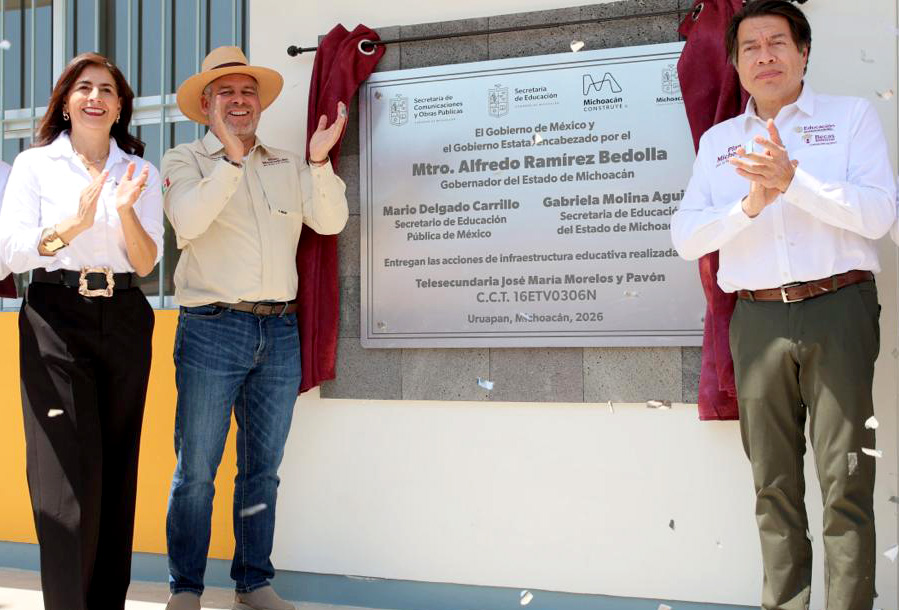 Secretaría de
Comunicaciones
y Obras Públicas
Secretaría
de Educación
Michoacán
CONSTRUYE
El Gobierno de México y
el Gobierno Estatal encabezado por el
Mtro. Alfredo Ramírez Bedolla
Gobernador del Estado de Michoacán
Mario Delgado Carrillo
Secretario de Educación
Pública de México
Gabriela Molina
Secretaria de
del Estado de
Entregan las acciones de infraestructura educativa
Telesecundaria José María Morelos y Pavón
C.C.T. 16ETV0306N
Uruapan, Michoacán, 2026
Plan
Educación
Becas